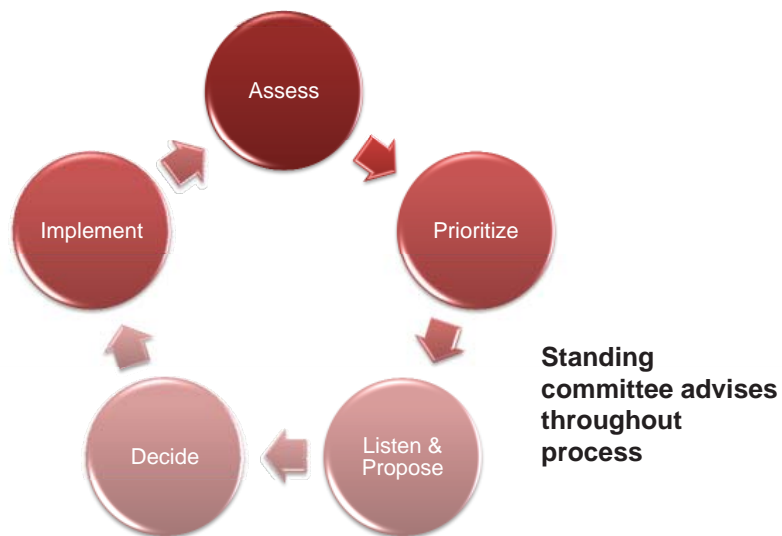 Assess
Prioritize
Listen &
Propose
Decide
Implement
Standing
committee advises
throughout
process